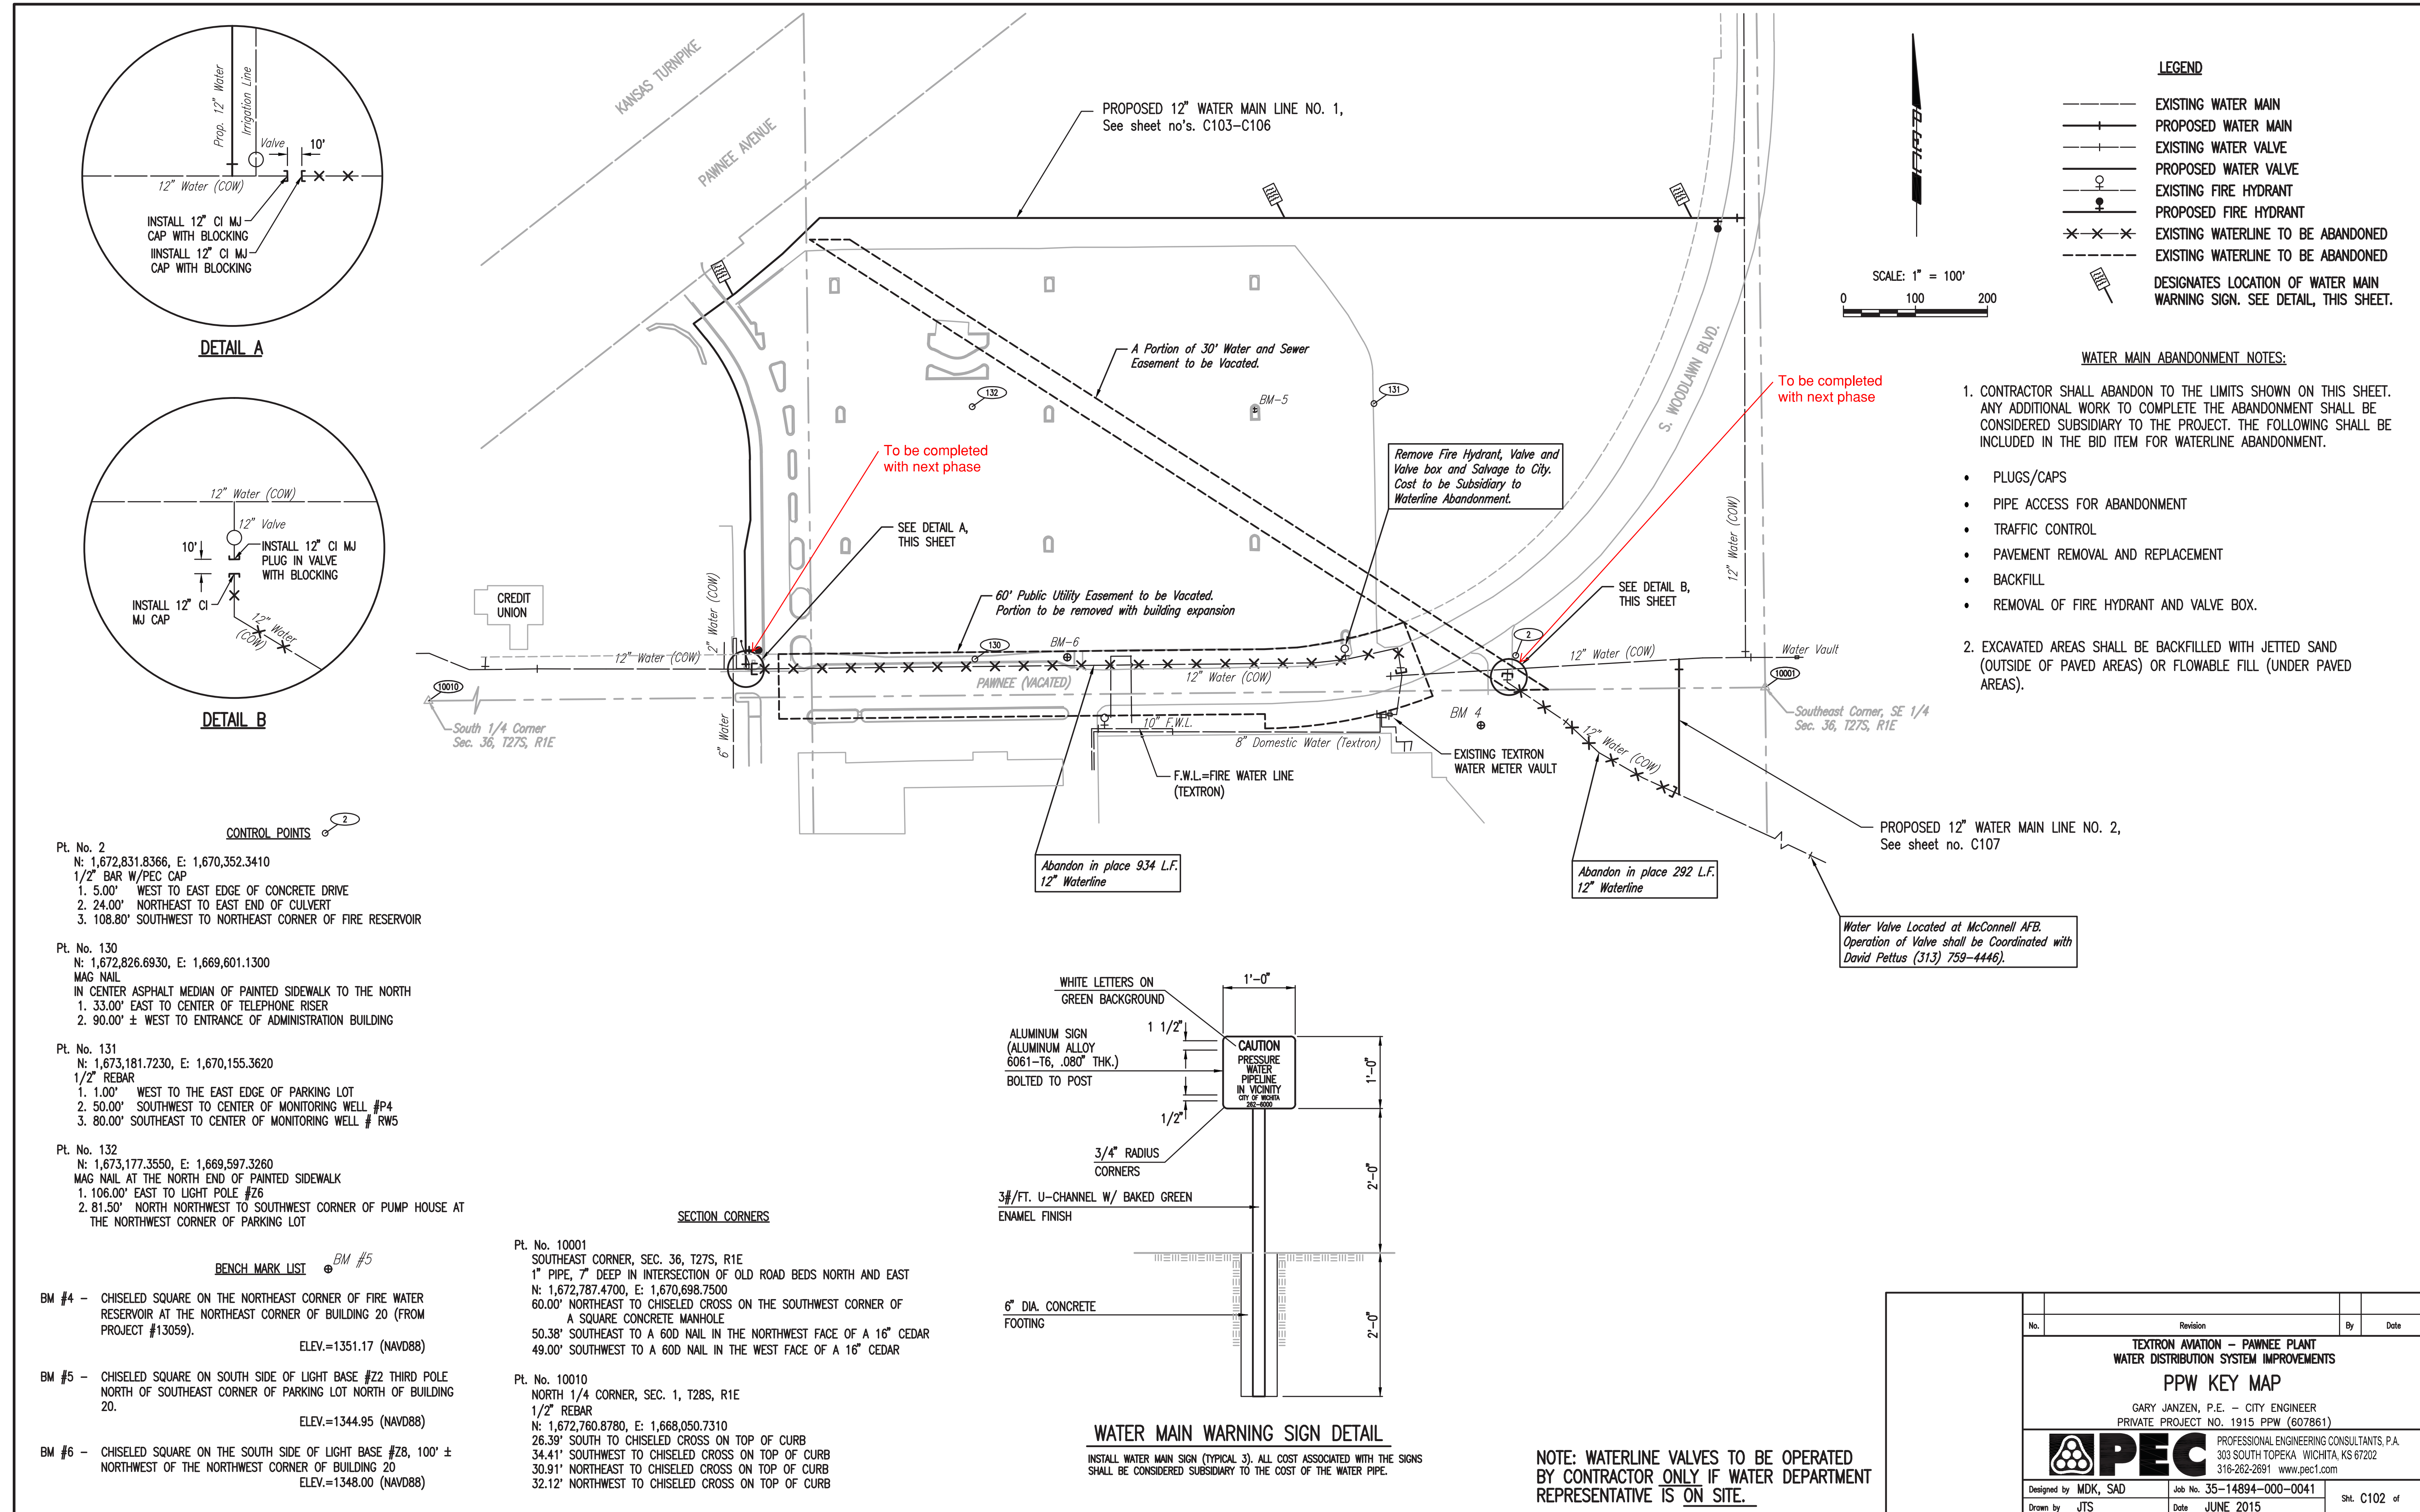 KANSAS TURNPIKE
PAWNEE AVENUE
PROPOSED 12" WATER MAIN LINE NO. 1,
See sheet no's. C103-C106
Prop. 12" Water
Irrigation Line
Valve
10'
12" Water (COW)
INSTALL 12" CI MJ
CAP WITH BLOCKING
IINSTALL 12" CI MJ
CAP WITH BLOCKING
DETAIL A
12" Water (COW)
12" Valve
10'
INSTALL 12" CI MJ
PLUG IN VALVE
WITH BLOCKING
INSTALL 12" CI
MJ CAP
12" Water
(COW)
DETAIL B
NORTH
SCALE: 1" = 100'
0 100 200
LEGEND
EXISTING WATER MAIN
PROPOSED WATER MAIN
EXISTING WATER VALVE
PROPOSED WATER VALVE
EXISTING FIRE HYDRANT
PROPOSED FIRE HYDRANT
EXISTING WATERLINE TO BE ABANDONED
EXISTING WATERLINE TO BE ABANDONED
DESIGNATES LOCATION OF WATER MAIN
WARNING SIGN. SEE DETAIL, THIS SHEET.
WATER MAIN ABANDONMENT NOTES:
1. CONTRACTOR SHALL ABANDON TO THE LIMITS SHOWN ON THIS SHEET.
ANY ADDITIONAL WORK TO COMPLETE THE ABANDONMENT SHALL BE
CONSIDERED SUBSIDIARY TO THE PROJECT. THE FOLLOWING SHALL BE
INCLUDED IN THE BID ITEM FOR WATERLINE ABANDONMENT.
• PLUGS/CAPS
• PIPE ACCESS FOR ABANDONMENT
• TRAFFIC CONTROL
• PAVEMENT REMOVAL AND REPLACEMENT
• BACKFILL
• REMOVAL OF FIRE HYDRANT AND VALVE BOX.
2. EXCAVATED AREAS SHALL BE BACKFILLED WITH JETTED SAND
(OUTSIDE OF PAVED AREAS) OR FLOWABLE FILL (UNDER PAVED
AREAS).
A Portion of 30' Water and Sewer
Easement to be Vacated.
132
131
BM-5
S. WOODLAWN BLVD.
To be completed
with next phase
To be completed
with next phase
Remove Fire Hydrant, Valve and
Valve box and Salvage to City.
Cost to be Subsidiary to
Waterline Abandonment.
SEE DETAIL A,
THIS SHEET
12" Water (COW)
CREDIT
UNION
2" Water (COW)
60' Public Utility Easement to be Vacated.
Portion to be removed with building expansion
SEE DETAIL B,
THIS SHEET
12" Water (COW)
130
BM-6
2
12" Water (COW)
Water Vault
PAWNEE (VACATED)
12" Water (COW)
10010
10001
South 1/4 Corner
Sec. 36, T27S, R1E
Southeast Corner, SE 1/4
Sec. 36, T27S, R1E
6" Water
10" F.W.L.
8" Domestic Water (Textron)
BM 4
12" Water (COW)
EXISTING TEXTRON
WATER METER VAULT
F.W.L.=FIRE WATER LINE
(TEXTRON)
PROPOSED 12" WATER MAIN LINE NO. 2,
See sheet no. C107
Abandon in place 934 L.F.
12" Waterline
Abandon in place 292 L.F.
12" Waterline
Water Valve Located at McConnell AFB.
Operation of Valve shall be Coordinated with
David Pettus (313) 759-4446).
CONTROL POINTS 2
Pt. No. 2
N: 1,672,831.8366, E: 1,670,352.3410
1/2" BAR W/PEC CAP
1. 5.00' WEST TO EAST EDGE OF CONCRETE DRIVE
2. 24.00' NORTHEAST TO EAST END OF CULVERT
3. 108.80' SOUTHWEST TO NORTHEAST CORNER OF FIRE RESERVOIR
Pt. No. 130
N: 1,672,826.6930, E: 1,669,601.1300
MAG NAIL
IN CENTER ASPHALT MEDIAN OF PAINTED SIDEWALK TO THE NORTH
1. 33.00' EAST TO CENTER OF TELEPHONE RISER
2. 90.00' ± WEST TO ENTRANCE OF ADMINISTRATION BUILDING
Pt. No. 131
N: 1,673,181.7230, E: 1,670,155.3620
1/2" REBAR
1. 1.00' WEST TO THE EAST EDGE OF PARKING LOT
2. 50.00' SOUTHWEST TO CENTER OF MONITORING WELL #P4
3. 80.00' SOUTHEAST TO CENTER OF MONITORING WELL # RW5
Pt. No. 132
N: 1,673,177.3550, E: 1,669,597.3260
MAG NAIL AT THE NORTH END OF PAINTED SIDEWALK
1. 106.00' EAST TO LIGHT POLE #Z6
2. 81.50' NORTH NORTHWEST TO SOUTHWEST CORNER OF PUMP HOUSE AT
THE NORTHWEST CORNER OF PARKING LOT
BENCH MARK LIST BM #5
BM #4 - CHISELED SQUARE ON THE NORTHEAST CORNER OF FIRE WATER
RESERVOIR AT THE NORTHEAST CORNER OF BUILDING 20 (FROM
PROJECT #13059).
ELEV.=1351.17 (NAVD88)
BM #5 - CHISELED SQUARE ON SOUTH SIDE OF LIGHT BASE #Z2 THIRD POLE
NORTH OF SOUTHEAST CORNER OF PARKING LOT NORTH OF BUILDING
20.
ELEV.=1344.95 (NAVD88)
BM #6 - CHISELED SQUARE ON THE SOUTH SIDE OF LIGHT BASE #Z8, 100' ±
NORTHWEST OF THE NORTHWEST CORNER OF BUILDING 20
ELEV.=1348.00 (NAVD88)
SECTION CORNERS
Pt. No. 10001
SOUTHEAST CORNER, SEC. 36, T27S, R1E
1" PIPE, 7" DEEP IN INTERSECTION OF OLD ROAD BEDS NORTH AND EAST
N: 1,672,787.4700, E: 1,670,698.7500
60.00' NORTHEAST TO CHISELED CROSS ON THE SOUTHWEST CORNER OF
A SQUARE CONCRETE MANHOLE
50.38' SOUTHEAST TO A 60D NAIL IN THE NORTHWEST FACE OF A 16" CEDAR
49.00' SOUTHWEST TO A 60D NAIL IN THE WEST FACE OF A 16" CEDAR
Pt. No. 10010
NORTH 1/4 CORNER, SEC. 1, T28S, R1E
1/2" REBAR
N: 1,672,760.8780, E: 1,668,050.7310
26.39' SOUTH TO CHISELED CROSS ON TOP OF CURB
34.41' SOUTHWEST TO CHISELED CROSS ON TOP OF CURB
30.91' NORTHEAST TO CHISELED CROSS ON TOP OF CURB
32.12' NORTHWEST TO CHISELED CROSS ON TOP OF CURB
WHITE LETTERS ON
GREEN BACKGROUND
1'-0"
1 1/2"
ALUMINUM SIGN
(ALUMINUM ALLOY
6061-T6, .080" THK.)
BOLTED TO POST
CAUTION
PRESSURE
WATER
PIPELINE
IN VICINITY
CITY OF WICHITA
262-6000
1'-0"
1/2"
3/4" RADIUS
CORNERS
2'-0"
3#/FT. U-CHANNEL W/ BAKED GREEN
ENAMEL FINISH
6" DIA. CONCRETE
FOOTING
2'-0"
WATER MAIN WARNING SIGN DETAIL
INSTALL WATER MAIN SIGN (TYPICAL 3). ALL COST ASSOCIATED WITH THE SIGNS
SHALL BE CONSIDERED SUBSIDIARY TO THE COST OF THE WATER PIPE.
NOTE: WATERLINE VALVES TO BE OPERATED
BY CONTRACTOR ONLY IF WATER DEPARTMENT
REPRESENTATIVE IS ON SITE.
No. Revision By Date
TEXTRON AVIATION - PAWNEE PLANT
WATER DISTRIBUTION SYSTEM IMPROVEMENTS
PPW KEY MAP
GARY JANZEN, P.E. - CITY ENGINEER
PRIVATE PROJECT NO. 1915 PPW (607861)
PEC
PROFESSIONAL ENGINEERING CONSULTANTS, P.A.
303 SOUTH TOPEKA WICHITA, KS 67202
316-262-2691 www.pec1.com
Designed by MDK, SAD Job No. 35-14894-000-0041
Drawn by JTS Date JUNE 2015
Sht. C102 of